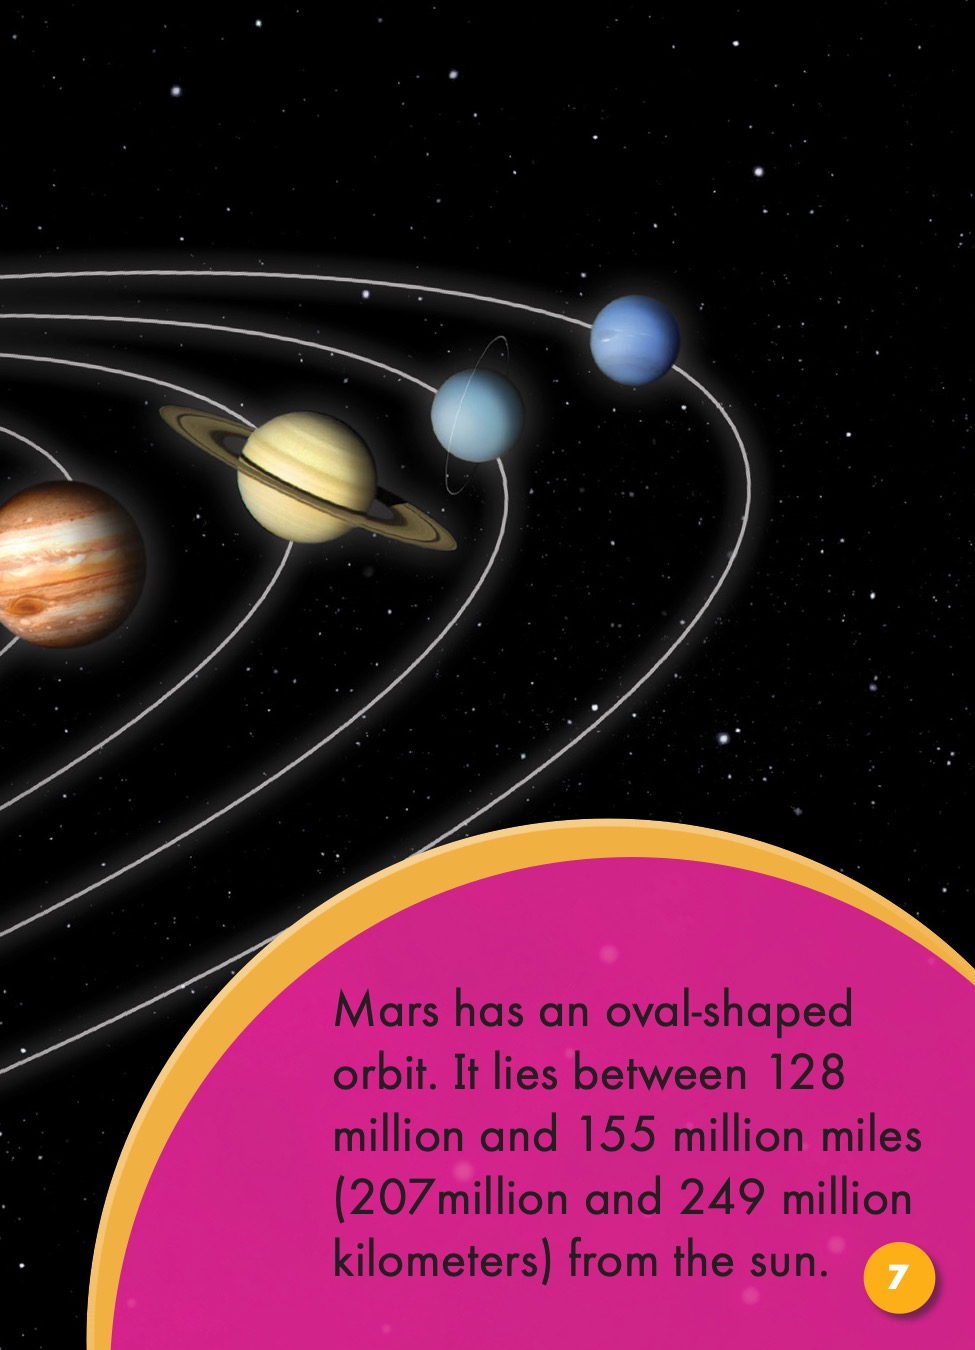 Mars has an oval-shaped
orbit. It lies between 128
million and 155 million miles
(207million and 249 million
kilometers) from the sun.
7